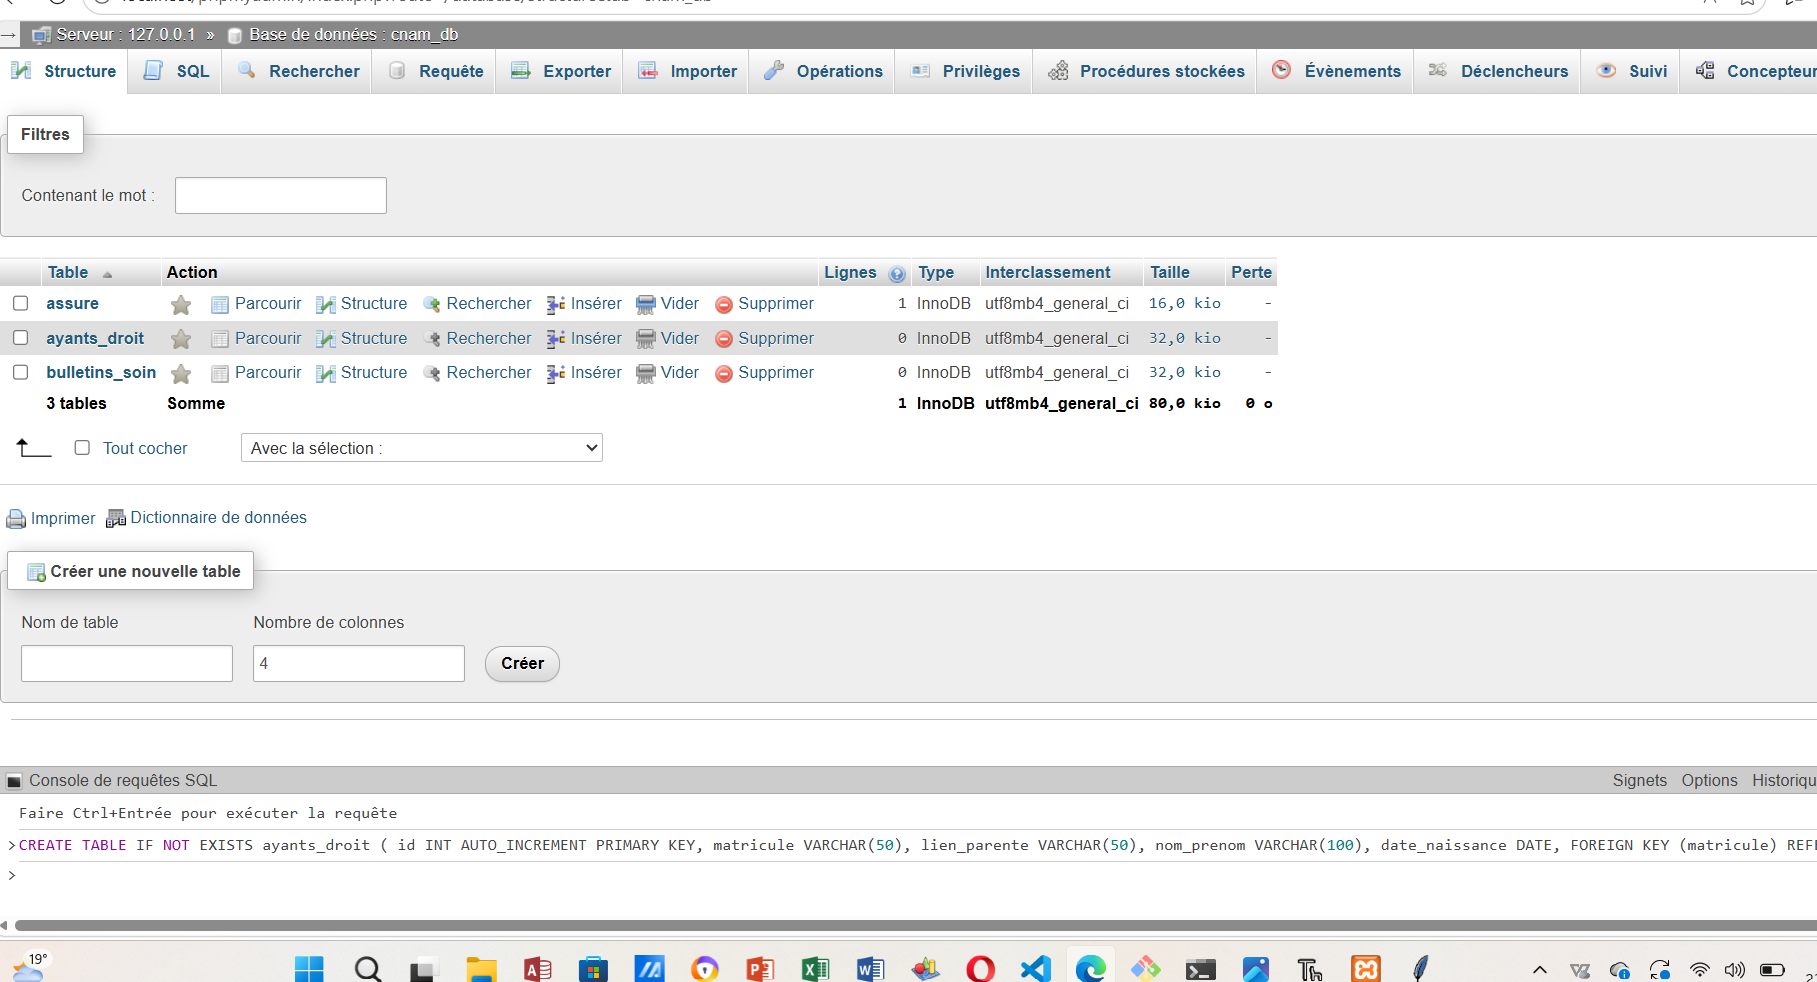 Serveur : 127.0.0.1 » Base de données : cnam_db
Structure SQL Rechercher Requête Exporter Importer Opérations Privilèges Procédures stockées Évènements Déclencheurs Suivi Concepteur
Filtres
Contenant le mot :
Table Action Lignes Type Interclassement Taille Perte
assure Parcourir Structure Rechercher Insérer Vider Supprimer 1 InnoDB utf8mb4_general_ci 16,0 kio -
ayants_droit Parcourir Structure Rechercher Insérer Vider Supprimer 0 InnoDB utf8mb4_general_ci 32,0 kio -
bulletins_soin Parcourir Structure Rechercher Insérer Vider Supprimer 0 InnoDB utf8mb4_general_ci 32,0 kio -
3 tables Somme 1 InnoDB utf8mb4_general_ci 80,0 kio 0 o
Tout cocher Avec la sélection :
Imprimer Dictionnaire de données
Créer une nouvelle table
Nom de table Nombre de colonnes
4 Créer
Console de requêtes SQL Signets Options Historiqu
Faire Ctrl+Entrée pour exécuter la requête
>CREATE TABLE IF NOT EXISTS ayants_droit ( id INT AUTO_INCREMENT PRIMARY KEY, matricule VARCHAR(50), lien_parente VARCHAR(50), nom_prenom VARCHAR(100), date_naissance DATE, FOREIGN KEY (matricule) REFE
>
19°